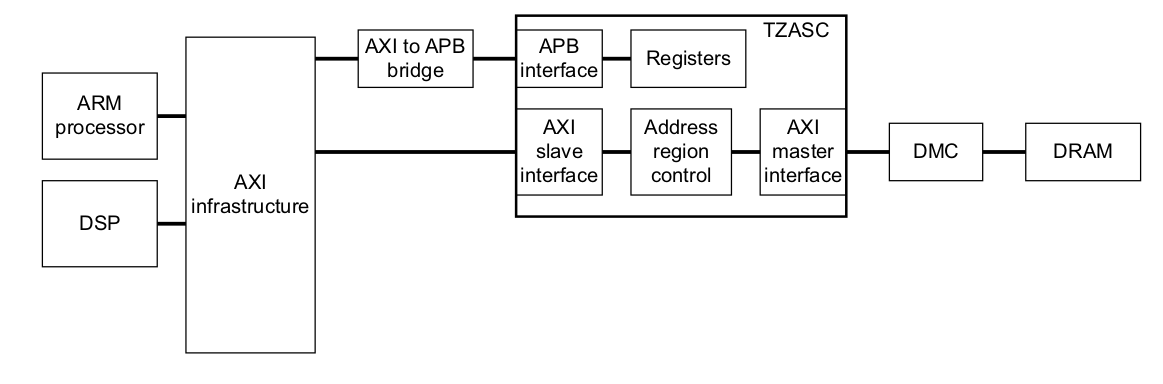 TZASC
AXI to APB
bridge
APB
interface
Registers
ARM
processor
DSP
AXI
infrastructure
AXI
slave
interface
Address
region
control
AXI
master
interface
DMC
DRAM